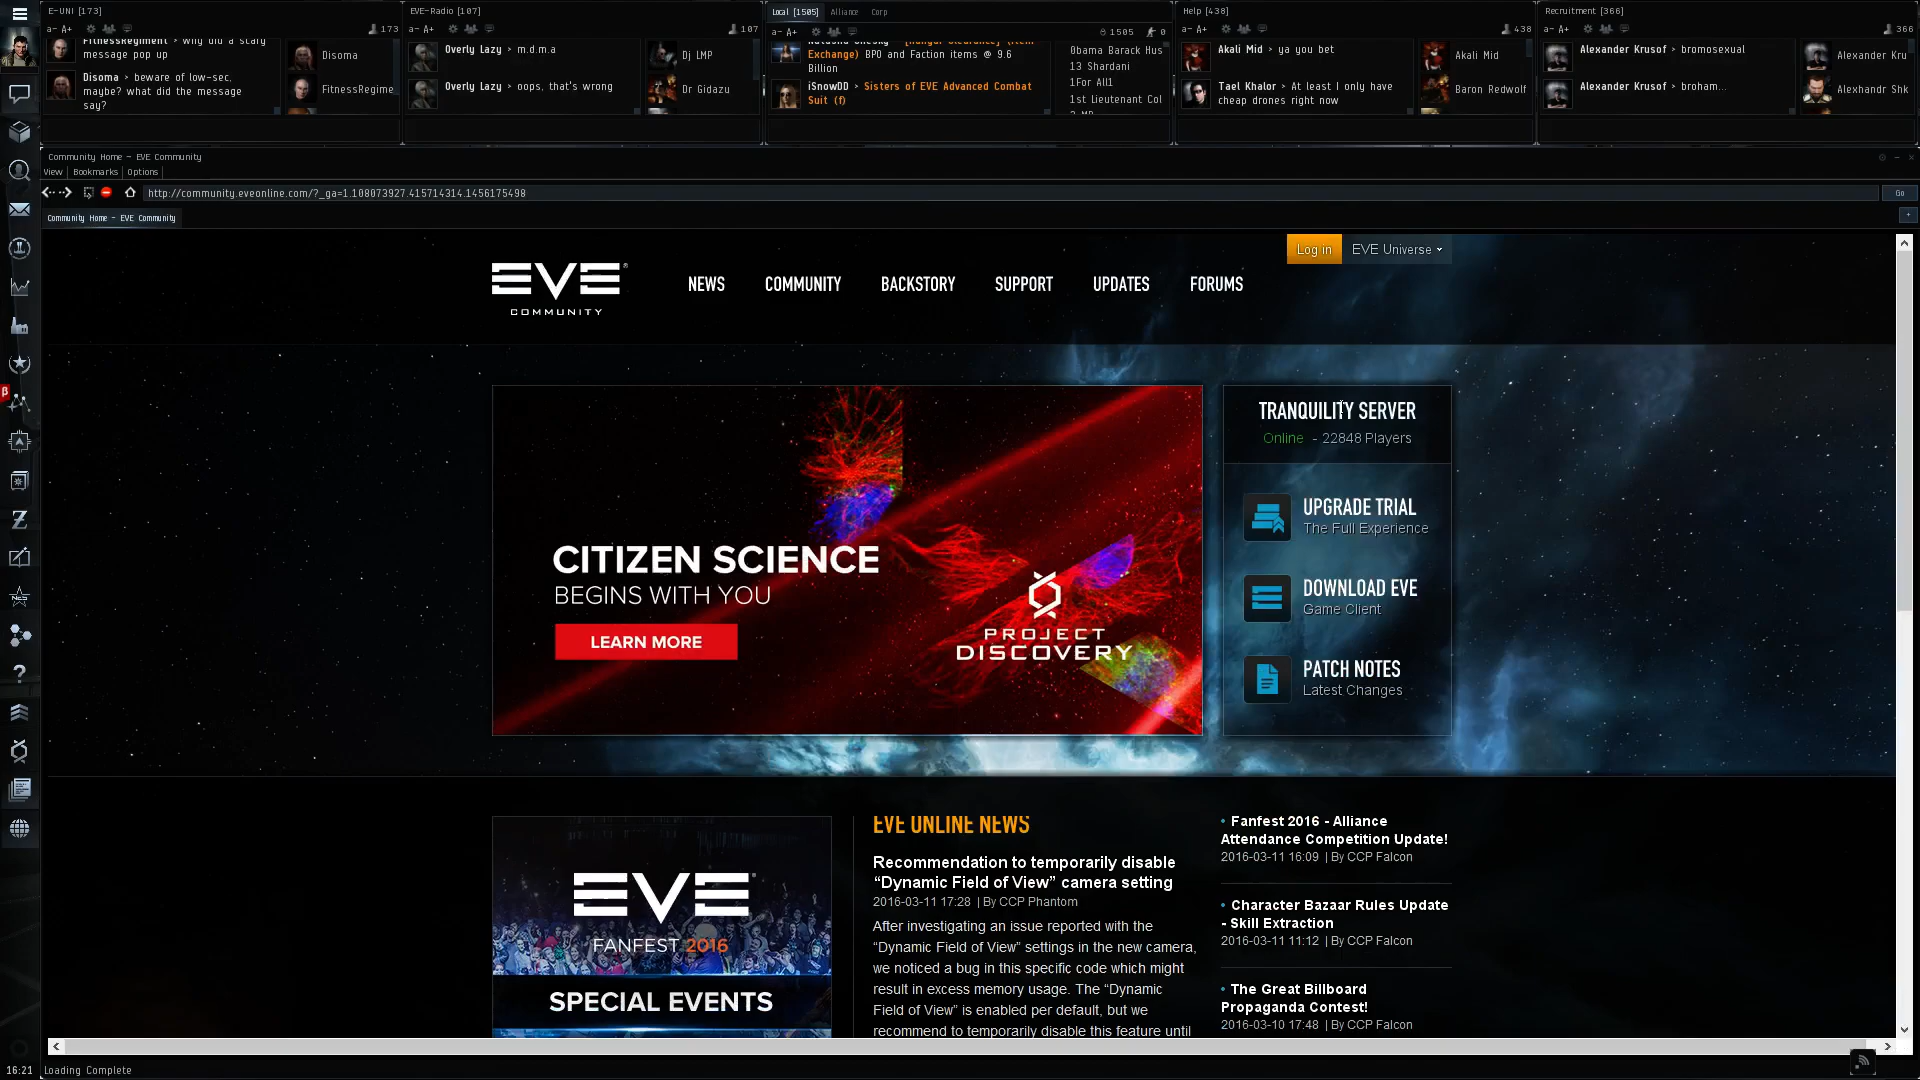 E-UNI [173]
a- A+
173
FitnessRegiment > why did a scary
message pop up
Disoma > beware of low-sec,
maybe? what did the message
say?
Disoma
FitnessRegime
EVE-Radio [107]
a- A+
107
Overly Lazy > m.d.m.a
Overly Lazy > oops, that's wrong
Dj LMP
Dr Gidazu
Local [1505]
Alliance
Corp
a- A+
1505
0
Exchange) BPO and Faction items @ 9.6
Billion
iSnowDD > Sisters of EVE Advanced Combat
Suit (f)
Obama Barack Hus
13 Shardani
1For All1
1st Lieutenant Col
Help [438]
a- A+
438
Akali Mid > ya you bet
Tael Khalor > At least I only have
cheap drones right now
Akali Mid
Baron Redwolf
Recruitment [366]
a- A+
366
Alexander Krusof > bromosexual
Alexander Krusof > broham...
Alexander Kru
Alexhandr Shk
Community Home - EVE Community
View | Bookmarks | Options |
http://community.eveonline.com/?_ga=1.108073927.415714314.1456175498
Go
Community Home - EVE Community
+
Log in
EVE Universe
EVE
COMMUNITY
NEWS
COMMUNITY
BACKSTORY
SUPPORT
UPDATES
FORUMS
CITIZEN SCIENCE
BEGINS WITH YOU
LEARN MORE
PROJECT
DISCOVERY
TRANQUILITY SERVER
Online - 22848 Players
UPGRADE TRIAL
The Full Experience
DOWNLOAD EVE
Game Client
PATCH NOTES
Latest Changes
EVE
FANFEST 2016
SPECIAL EVENTS
EVE ONLINE NEWS
Recommendation to temporarily disable
“Dynamic Field of View” camera setting
2016-03-11 17:28 | By CCP Phantom
After investigating an issue reported with the
“Dynamic Field of View” settings in the new camera,
we noticed a bug in this specific code which might
result in excess memory usage. The “Dynamic
Field of View” is enabled per default, but we
recommend to temporarily disable this feature until
• Fanfest 2016 - Alliance
Attendance Competition Update!
2016-03-11 16:09 | By CCP Falcon
• Character Bazaar Rules Update
- Skill Extraction
2016-03-11 11:12 | By CCP Falcon
• The Great Billboard
Propaganda Contest!
2016-03-10 17:48 | By CCP Falcon
β
?
16:21
Loading Complete